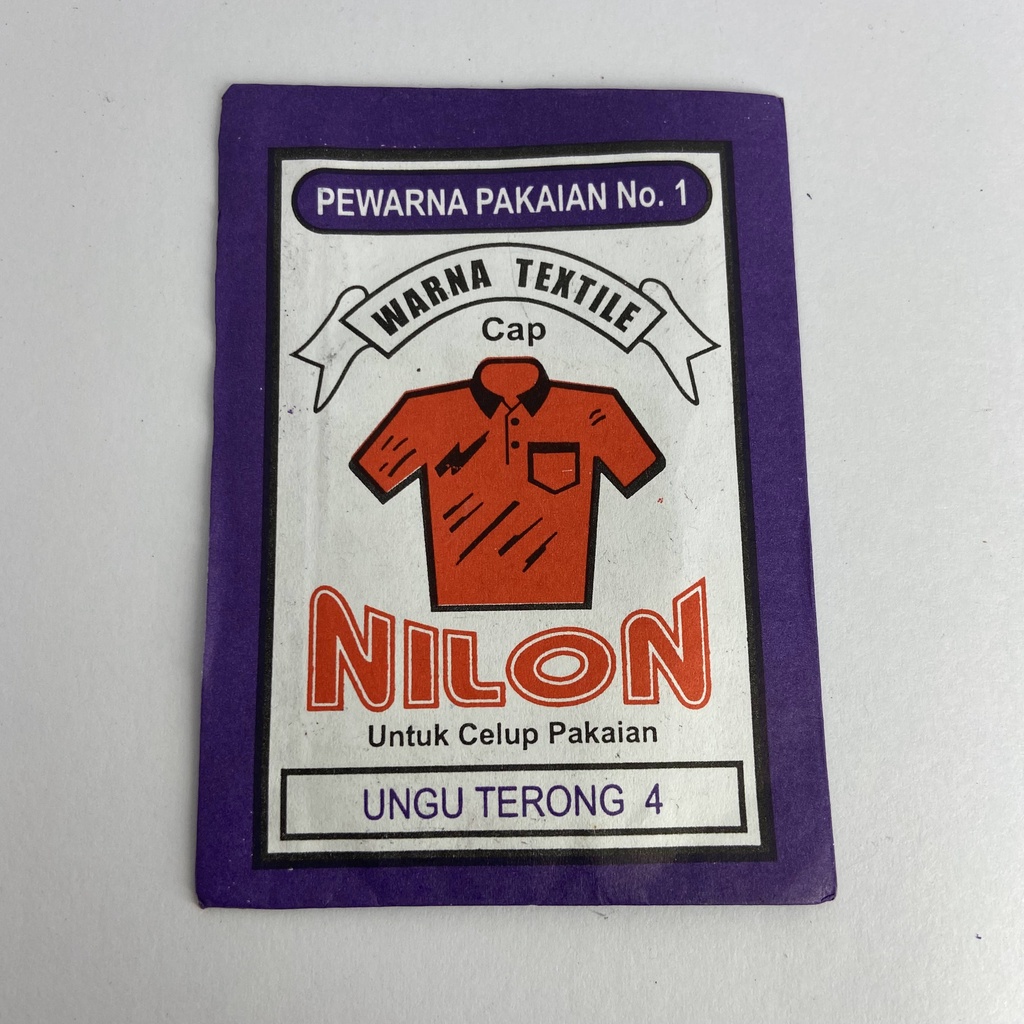 PEWARNA PAKAIAN No. 1
WARNA TEXTILE
Cap
NILON
Untuk Celup Pakaian
UNGU TERONG 4